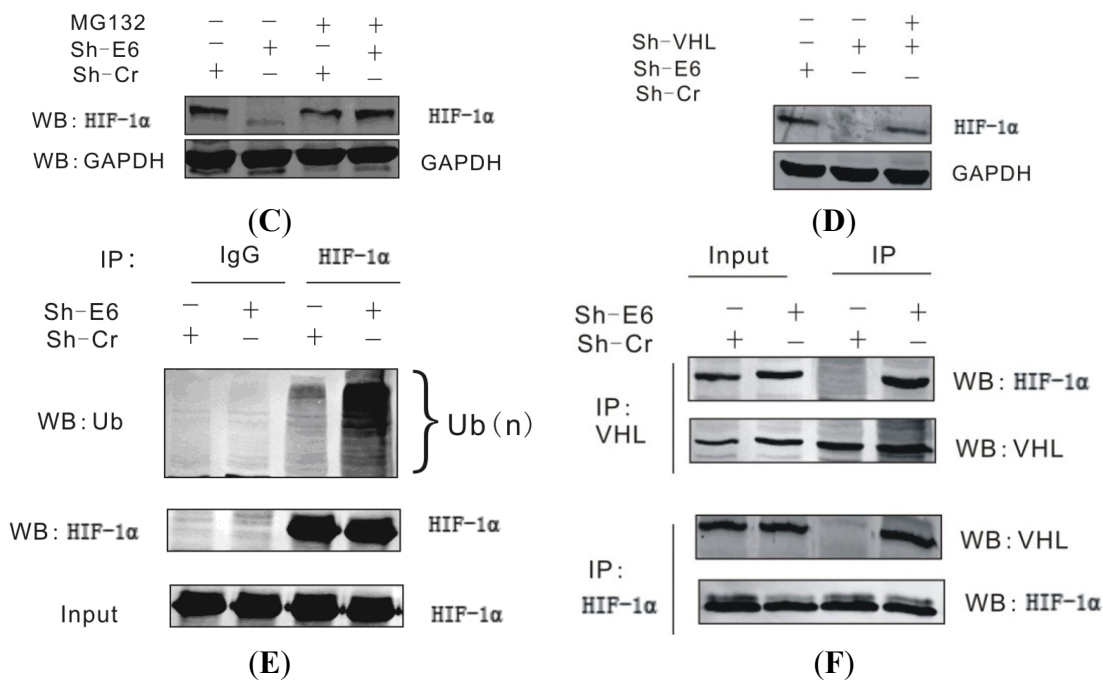 MG132 − − + +
Sh−E6 − + − +
Sh−Cr + − + −
WB: HIF-1α HIF-1α
WB: GAPDH GAPDH
(C)
− − +
Sh−VHL − + +
Sh−E6 + − −
Sh−Cr
HIF-1α
GAPDH
(D)
IP: IgG HIF-1α
Sh−E6 − + − +
Sh−Cr + − + −
WB: Ub Ub (n)
WB: HIF-1α HIF-1α
Input HIF-1α
(E)
Input IP
Sh−E6 − + − +
Sh−Cr + − + −
IP: VHL
WB: HIF-1α
WB: VHL
IP: HIF-1α
WB: VHL
WB: HIF-1α
(F)